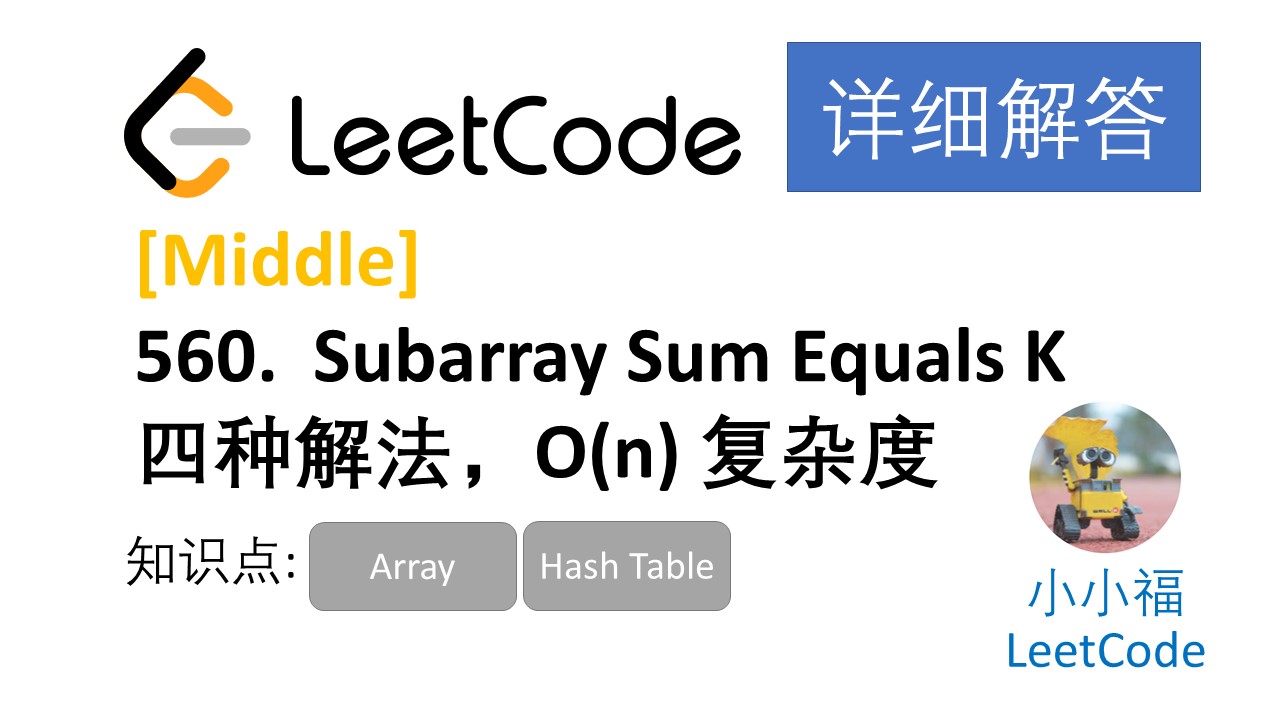 LeetCode
详细解答
[Middle]
560. Subarray Sum Equals K
四种解法，O(n) 复杂度
知识点:
Array
Hash Table
小小福
LeetCode